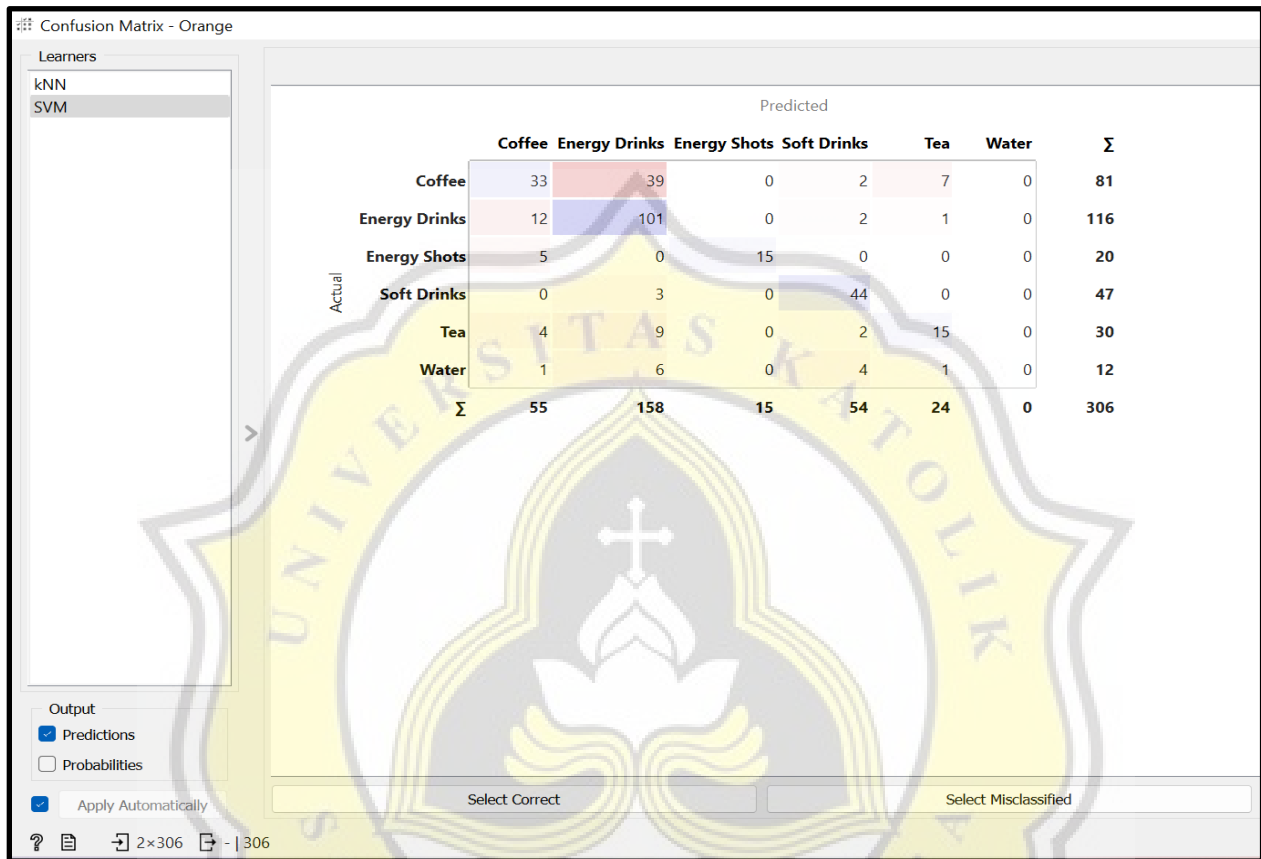 Confusion Matrix - Orange
Learners
kNN
SVM
Predicted
Coffee Energy Drinks Energy Shots Soft Drinks Tea Water Σ
Coffee 33 39 0 2 7 0 81
Energy Drinks 12 101 0 2 1 0 116
Energy Shots 5 0 15 0 0 0 20
Actual
Soft Drinks 0 3 0 44 0 0 47
Tea 4 9 0 2 15 0 30
Water 1 6 0 4 1 0 12
Σ 55 158 15 54 24 0 306
>
UNIVERSITAS KATOLIK
Output
Predictions
Probabilities
Apply Automatically
Select Correct
Select Misclassified
? 2×306 - | 306